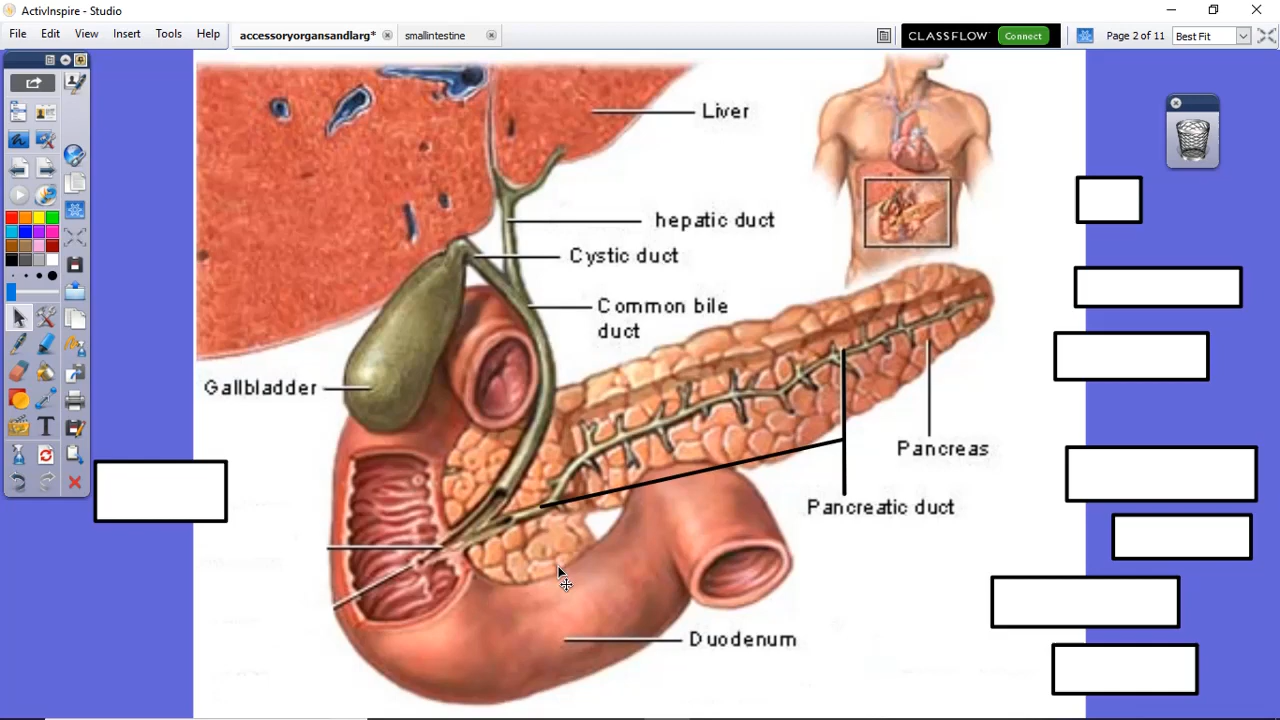 ActivInspire - Studio
File Edit View Insert Tools Help
accessoryorgansandlarg* smallintestine
CLASSFLOW Connect
Page 2 of 11 Best Fit
Liver
hepatic duct
Cystic duct
Common bile
duct
Gallbladder
Pancreas
Pancreatic duct
Duodenum